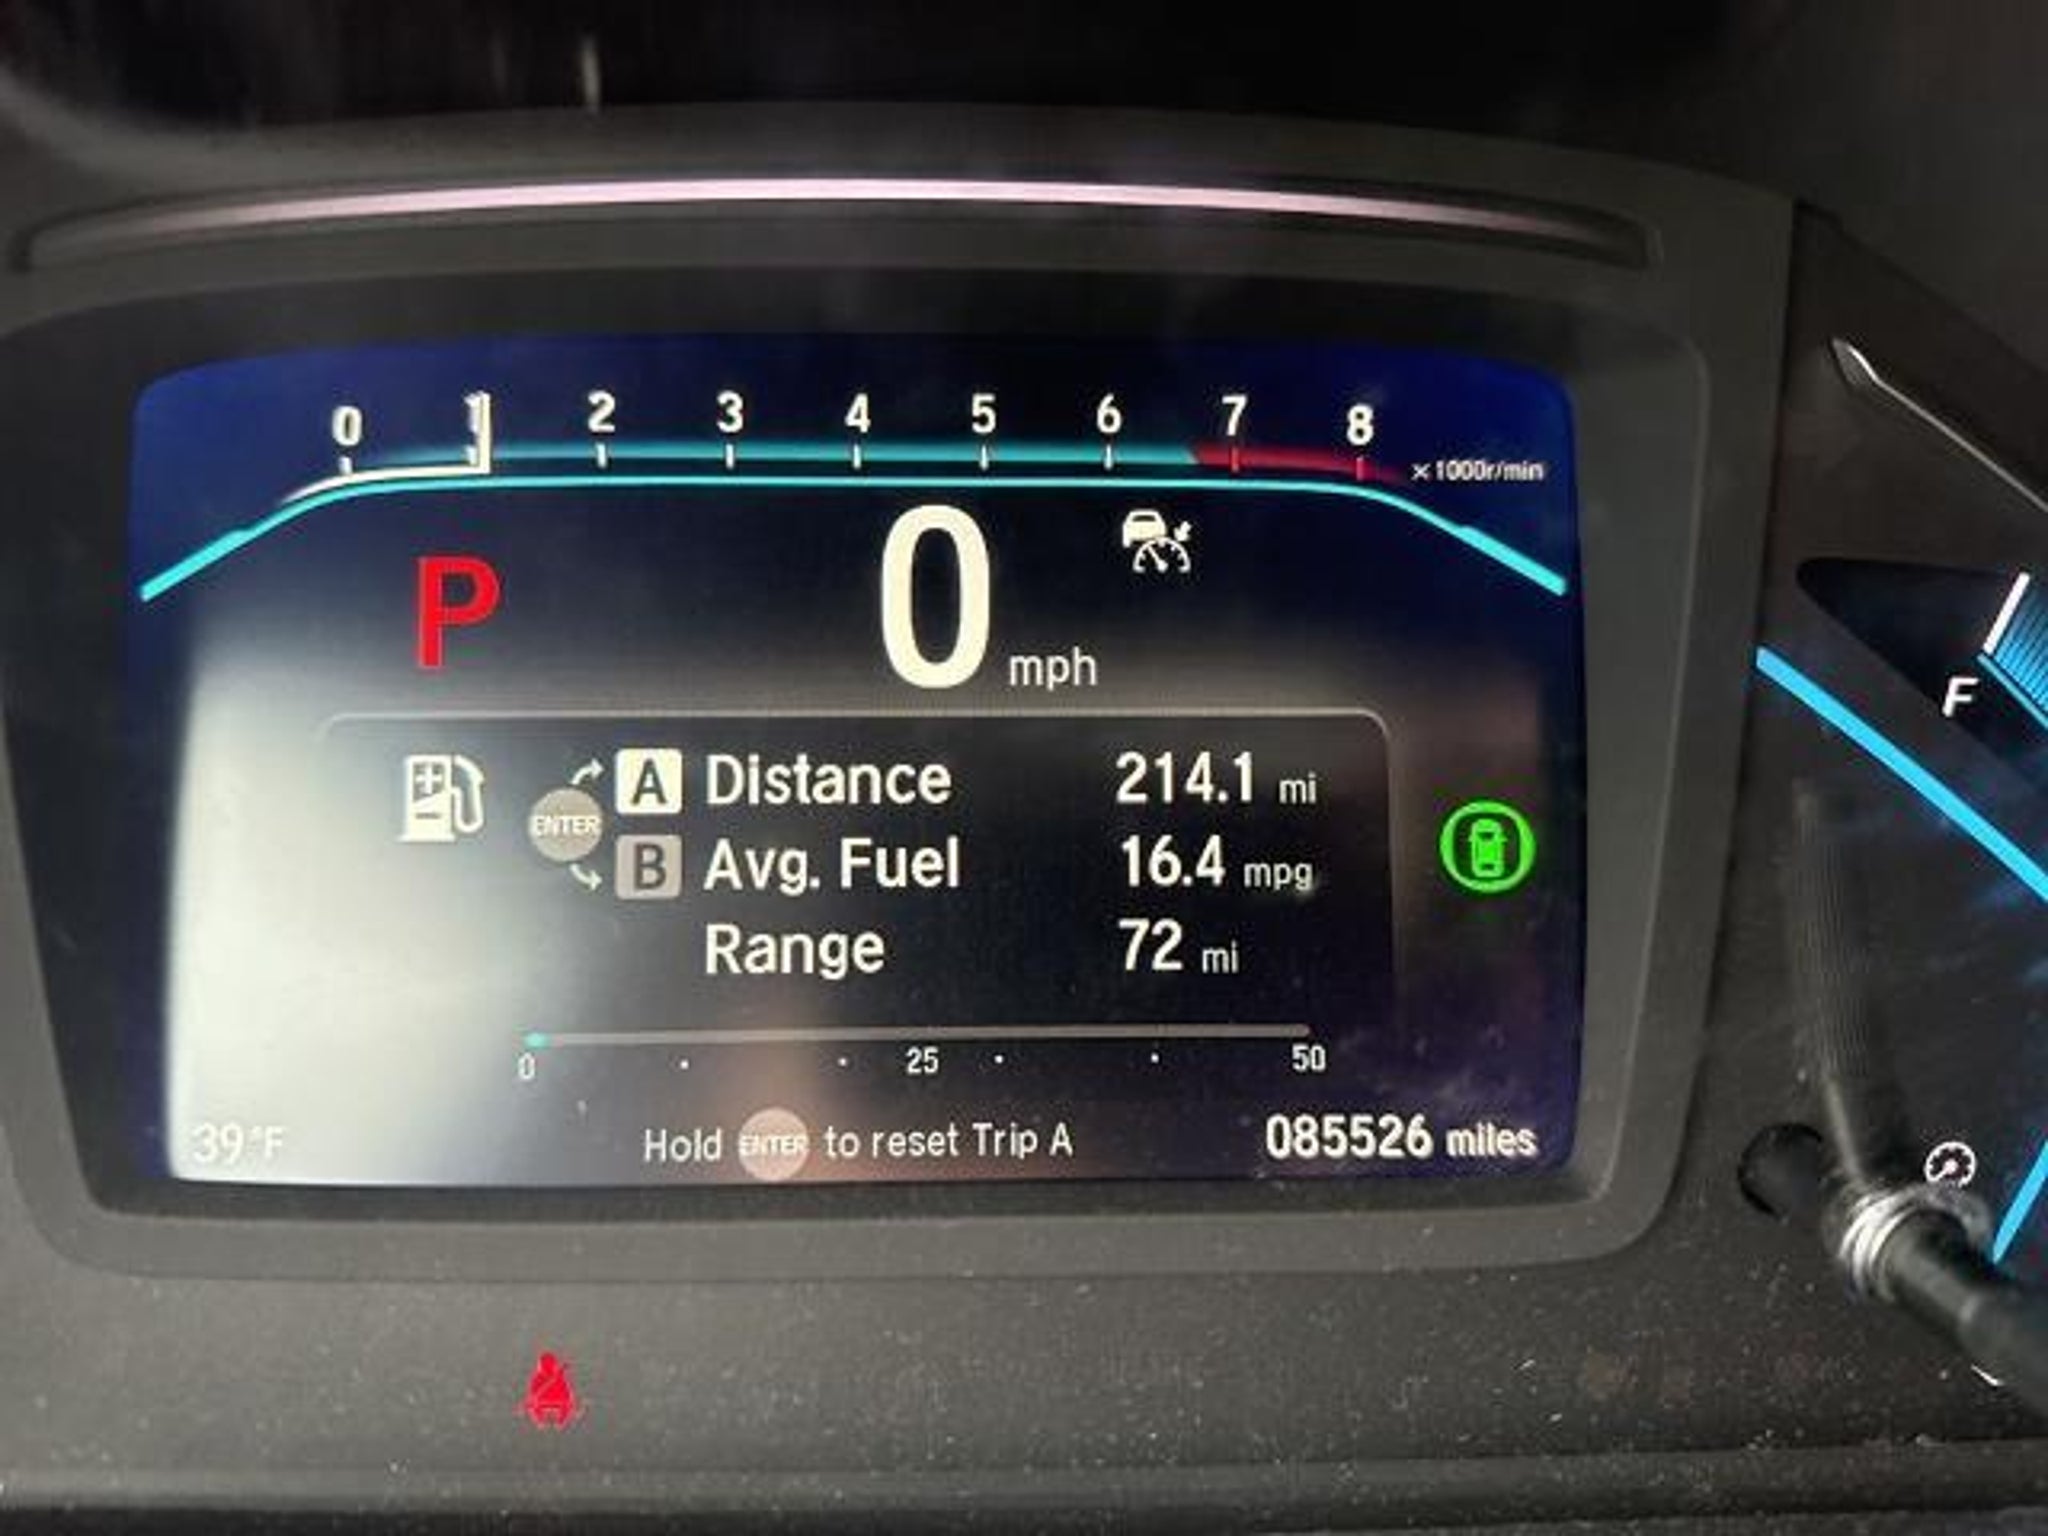 0 1 2 3 4 5 6 7 8
x1000r/min
P 0 mph
F
A Distance 214.1 mi
ENTER
B Avg. Fuel 16.4 mpg
Range 72 mi
0 25 50
39°F Hold ENTER to reset Trip A 085526 miles